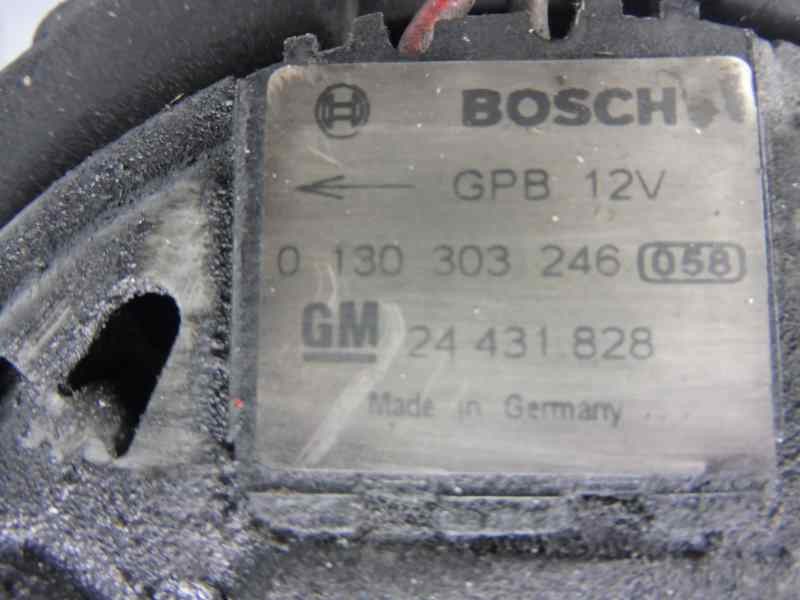 BOSCH
GPB 12V
0 130 303 246 058
GM 24 431 828
Made in Germany